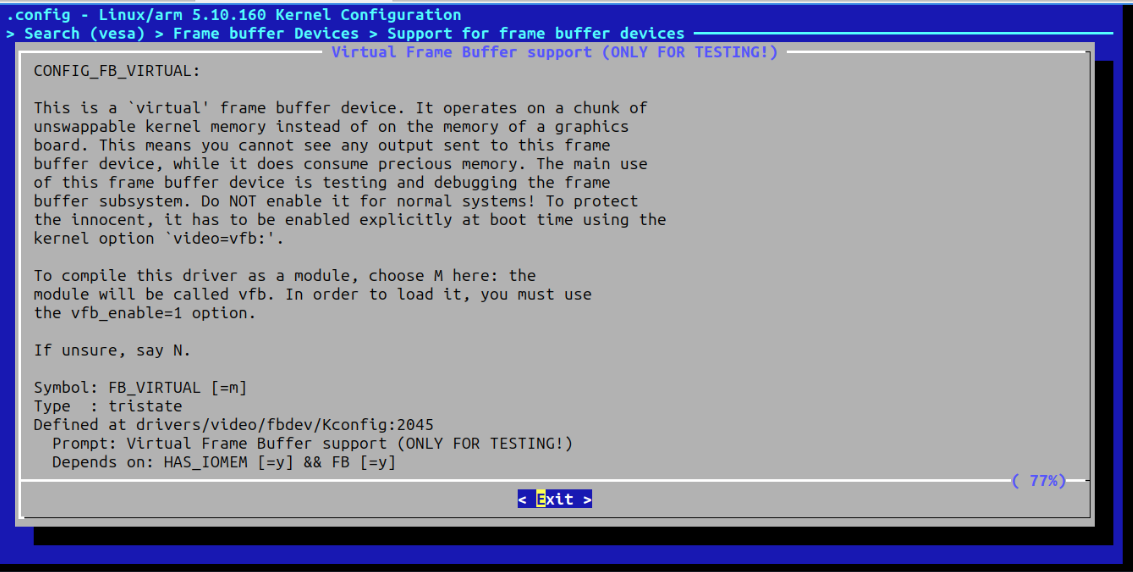 .config - Linux/arm 5.10.160 Kernel Configuration
> Search (vesa) > Frame buffer Devices > Support for frame buffer devices
Virtual Frame Buffer support (ONLY FOR TESTING!)
CONFIG_FB_VIRTUAL:
This is a `virtual' frame buffer device. It operates on a chunk of
unswappable kernel memory instead of on the memory of a graphics
board. This means you cannot see any output sent to this frame
buffer device, while it does consume precious memory. The main use
of this frame buffer device is testing and debugging the frame
buffer subsystem. Do NOT enable it for normal systems! To protect
the innocent, it has to be enabled explicitly at boot time using the
kernel option `video=vfb:'.
To compile this driver as a module, choose M here: the
module will be called vfb. In order to load it, you must use
the vfb_enable=1 option.
If unsure, say N.
Symbol: FB_VIRTUAL [=m]
Type  : tristate
Defined at drivers/video/fbdev/Kconfig:2045
  Prompt: Virtual Frame Buffer support (ONLY FOR TESTING!)
  Depends on: HAS_IOMEM [=y] && FB [=y]
( 77%)
< Exit >